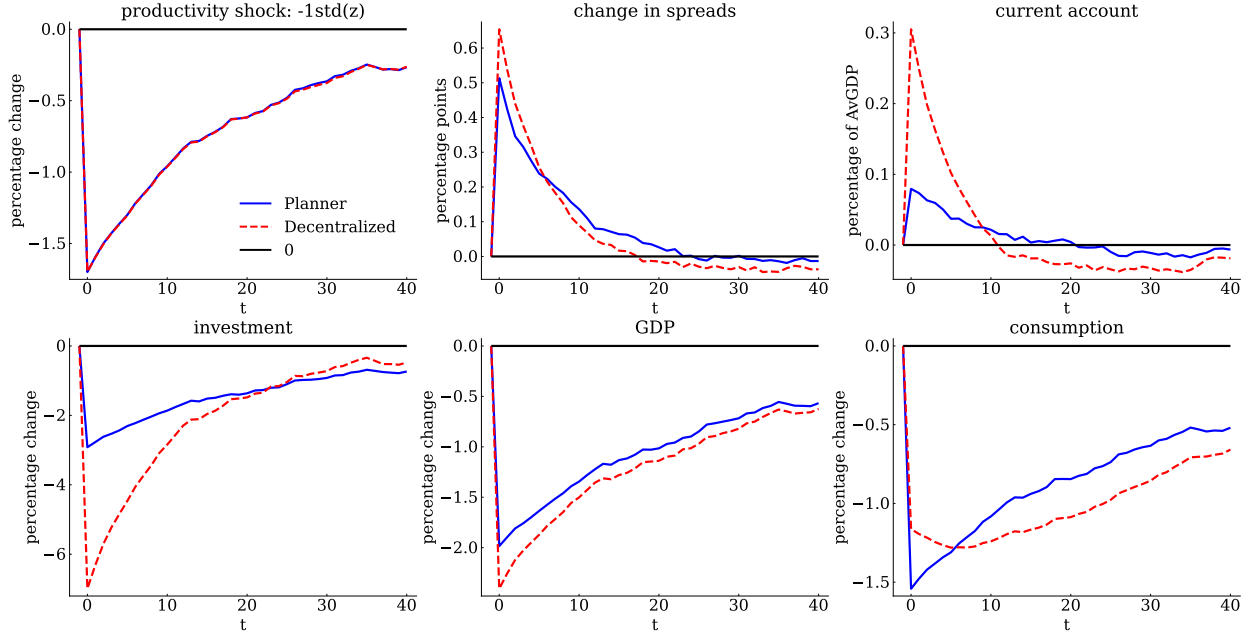 productivity shock: -1std(z)
percentage change
0.0
−0.5
−1.0
−1.5
Planner
Decentralized
0
0 10 20 30 40
t
change in spreads
percentage points
0.6
0.5
0.4
0.3
0.2
0.1
0.0
0 10 20 30 40
t
current account
percentage of AvGDP
0.3
0.2
0.1
0.0
0 10 20 30 40
t
investment
percentage change
0
−2
−4
−6
0 10 20 30 40
t
GDP
percentage change
0.0
−0.5
−1.0
−1.5
−2.0
0 10 20 30 40
t
consumption
percentage change
0.0
−0.5
−1.0
−1.5
0 10 20 30 40
t